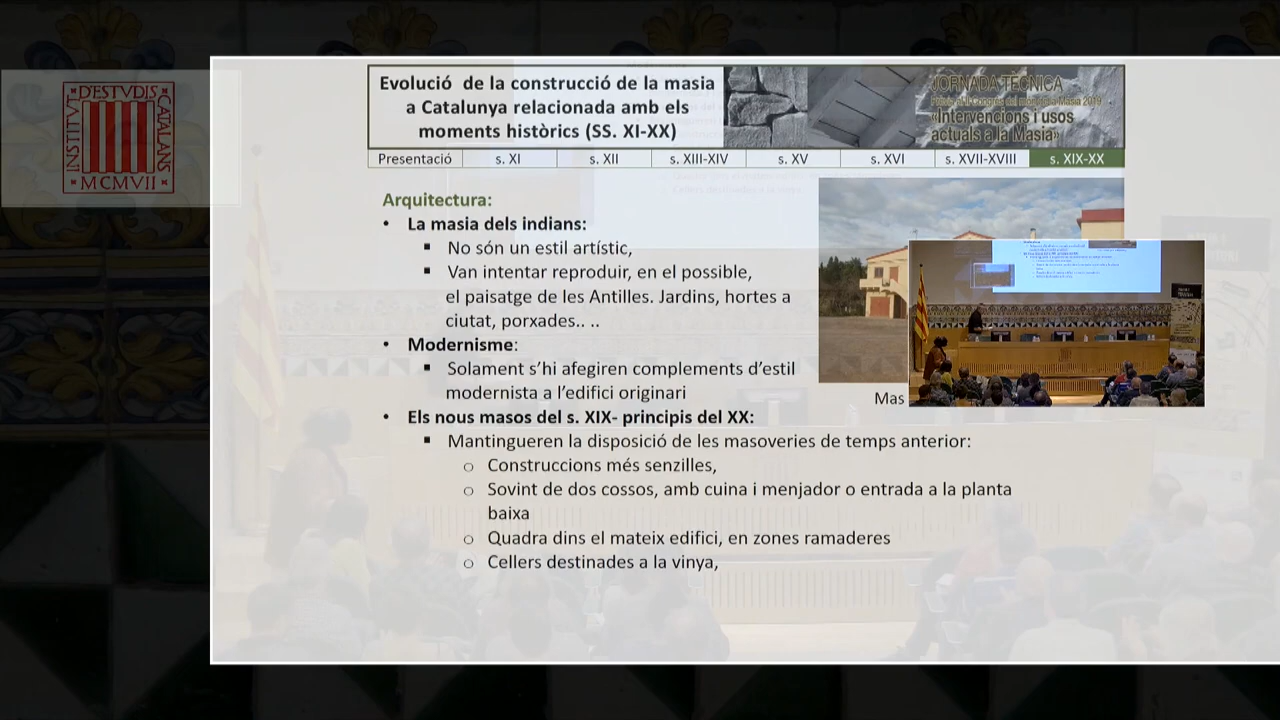 INSTITUT
D'ESTVDIS
CATALANS
MCMVII
Evolució de la construcció de la masia
a Catalunya relacionada amb els
moments històrics (SS. XI-XX)
JORNADA TÈCNICA
«Intervencions i usos
actuals a la Masia»
Presentació
s. XI
s. XII
s. XIII-XIV
s. XV
s. XVI
s. XVII-XVIII
s. XIX-XX
Arquitectura:
• La masia dels indians:
▪ No són un estil artístic,
▪ Van intentar reproduir, en el possible,
el paisatge de les Antilles. Jardins, hortes a
ciutat, porxades.. ..
• Modernisme:
▪ Solament s’hi afegiren complements d’estil
modernista a l’edifici originari
Mas
• Els nous masos del s. XIX- principis del XX:
▪ Mantingueren la disposició de les masoveries de temps anterior:
o Construccions més senzilles,
o Sovint de dos cossos, amb cuina i menjador o entrada a la planta
baixa
o Quadra dins el mateix edifici, en zones ramaderes
o Cellers destinades a la vinya,